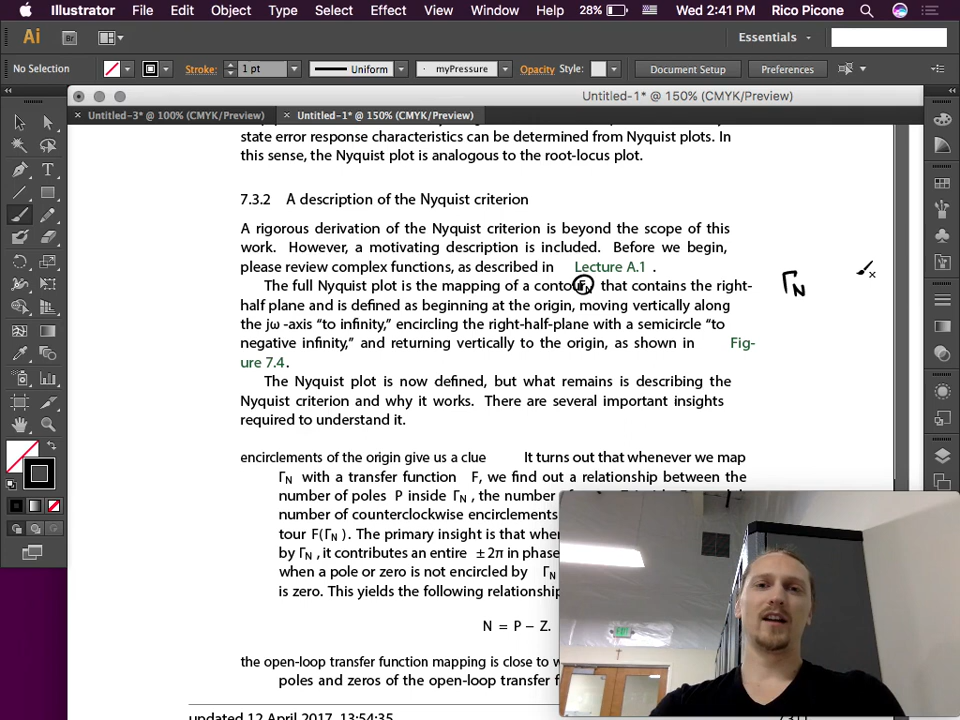 Illustrator File Edit Object Type Select Effect View Window Help 28% Wed 2:41 PM Rico Picone
Ai Br Essentials
No Selection Stroke: 1 pt Uniform myPressure Opacity Style: Document Setup Preferences
Untitled-1* @ 150% (CMYK/Preview)
× Untitled-3* @ 100% (CMYK/Preview) × Untitled-1* @ 150% (CMYK/Preview)
state error response characteristics can be determined from Nyquist plots. In
this sense, the Nyquist plot is analogous to the root-locus plot.
7.3.2 A description of the Nyquist criterion
A rigorous derivation of the Nyquist criterion is beyond the scope of this
work. However, a motivating description is included. Before we begin,
please review complex functions, as described in Lecture A.1 .
The full Nyquist plot is the mapping of a contour ΓN that contains the right-
half plane and is defined as beginning at the origin, moving vertically along
the jω -axis “to infinity,” encircling the right-half-plane with a semicircle “to
negative infinity,” and returning vertically to the origin, as shown in Fig-
ure 7.4.
ΓN
The Nyquist plot is now defined, but what remains is describing the
Nyquist criterion and why it works. There are several important insights
required to understand it.
encirclements of the origin give us a clue It turns out that whenever we map
ΓN with a transfer function F, we find out a relationship between the
number of poles P inside ΓN , the number
number of counterclockwise encirclements
tour F(ΓN ). The primary insight is that
by ΓN , it contributes an entire ±2π in phase
when a pole or zero is not encircled by ΓN
is zero. This yields the following relationship
N = P − Z.
the open-loop transfer function mapping is close to
poles and zeros of the open-loop transfer
updated 12 April 2017, 13:54:35